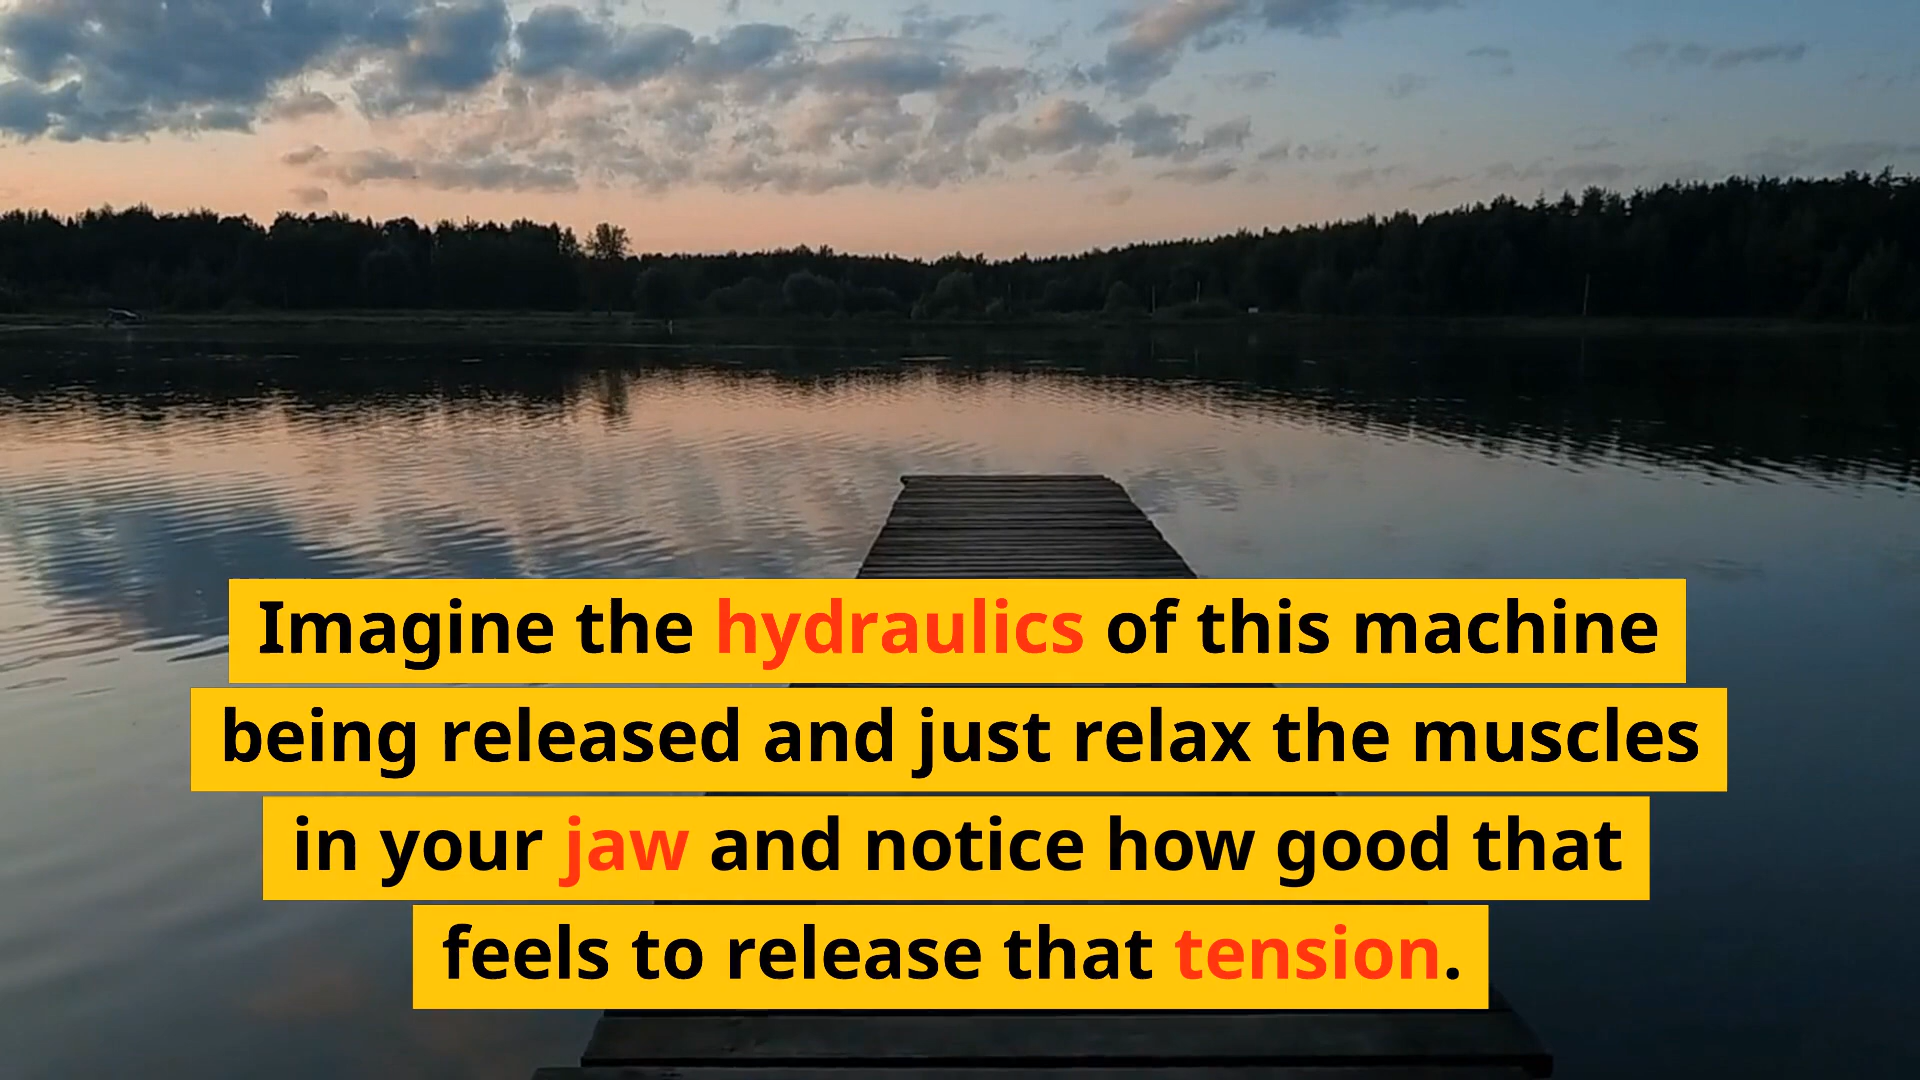 Imagine the hydraulics of this machine
being released and just relax the muscles
in your jaw and notice how good that
feels to release that tension.